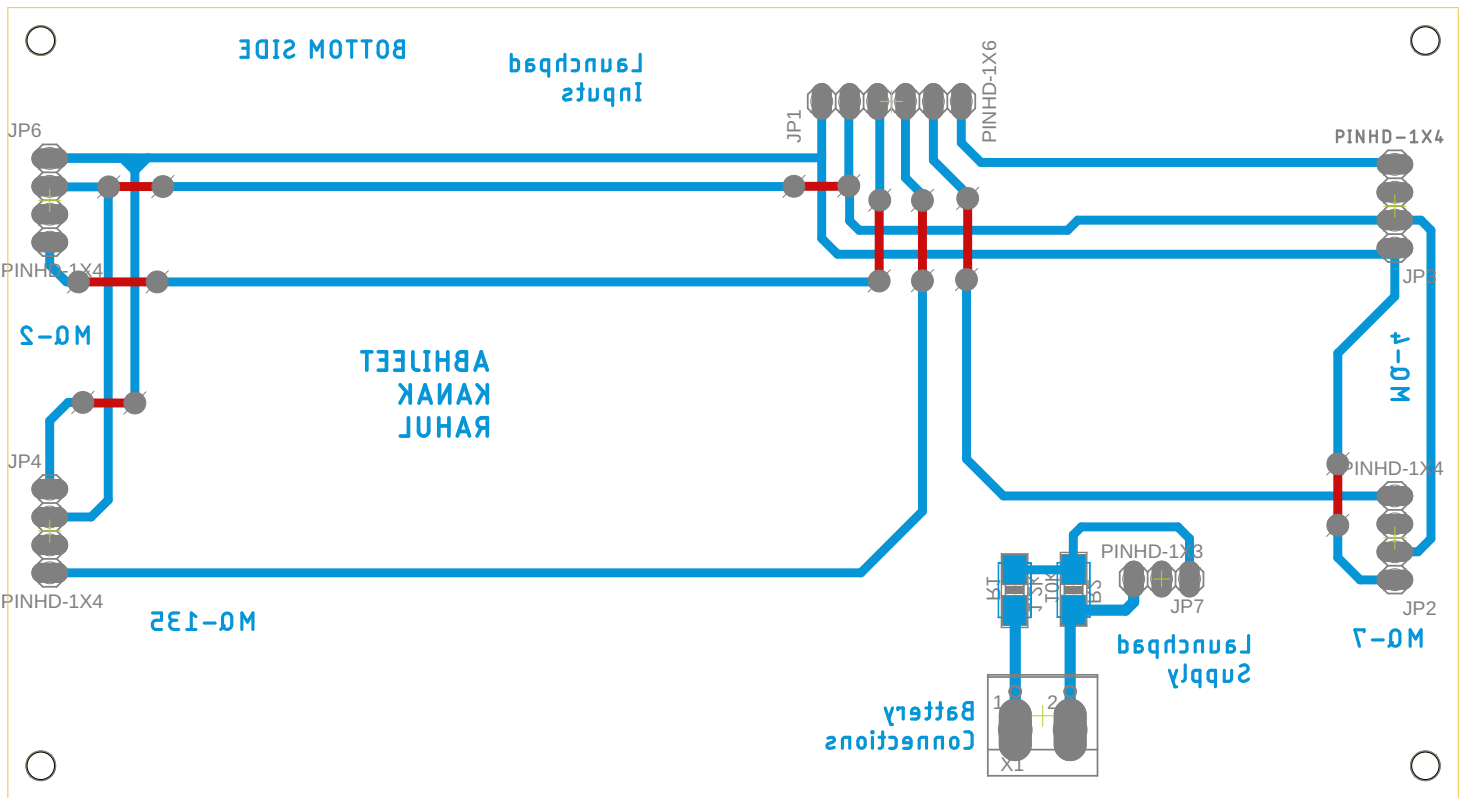 BOTTOM SIDE
Launchpad
Inputs
JP1
PINHD-1X6
JP6
PINHD-1X4
PINHD-1X4
JP3
MQ-2
MQ-4
ABHIJEET
KANAK
RAHUL
JP4
PINHD-1X4
PINHD-1X4
MQ-135
PINHD-1X3
R1
10K
JP7
JP2
MQ-7
Launchpad
Supply
1
2
Battery
Connections
X1